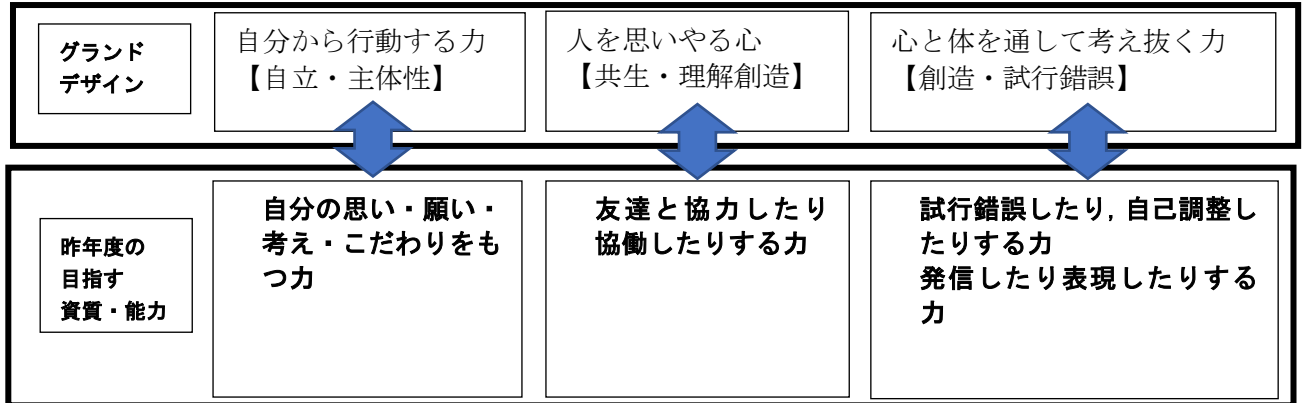 グランド
デザイン
自分から行動する力
【自立・主体性】
人を思いやる心
【共生・理解創造】
心と体を通して考え抜く力
【創造・試行錯誤】
昨年度の
目指す
資質・能力
自分の思い・願い・
考え・こだわりをも
つ力
友達と協力したり
協働したりする力
試行錯誤したり,自己調整し
たりする力
発信したり表現したりする
力